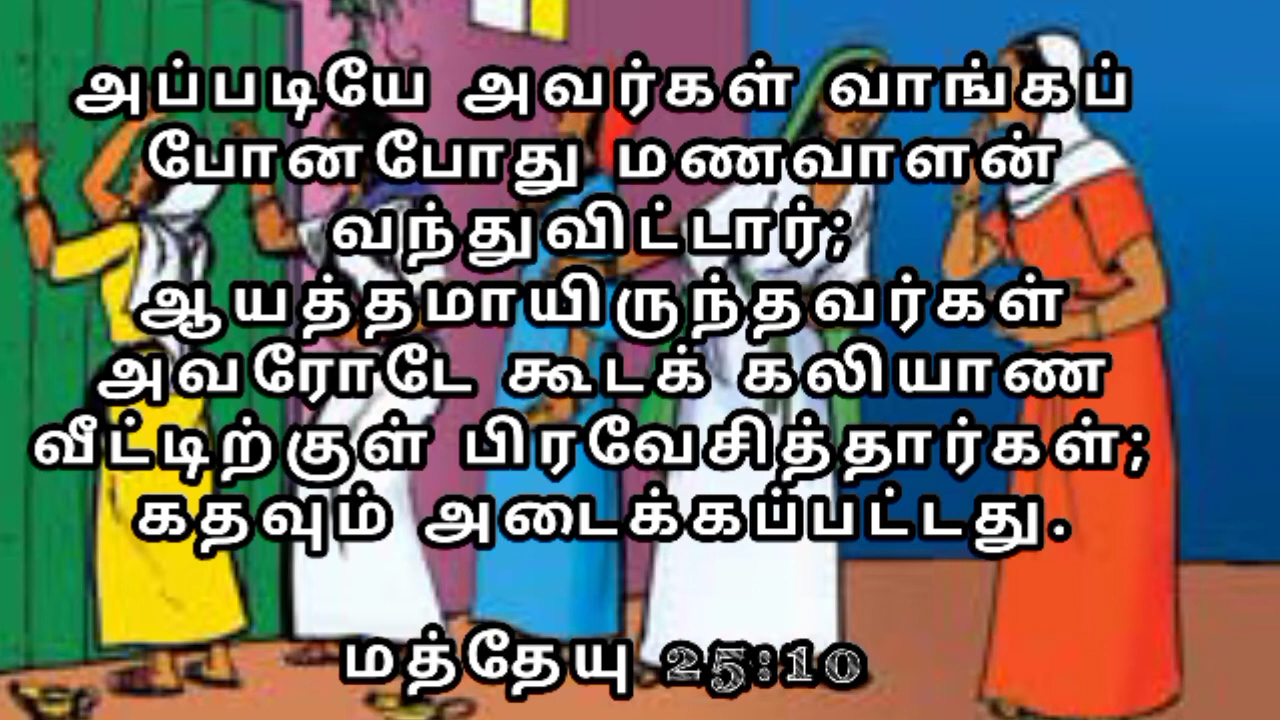 அப்படியே அவர்கள் வாங்கப்
போனபோது மணவாளன்
வந்துவிட்டார்;
ஆயத்தமாயிருந்தவர்கள்
அவரோடே கூடக் கலியாண
வீட்டிற்குள் பிரவேசித்தார்கள்;
கதவும் அடைக்கப்பட்டது.
மத்தேயு 25:10